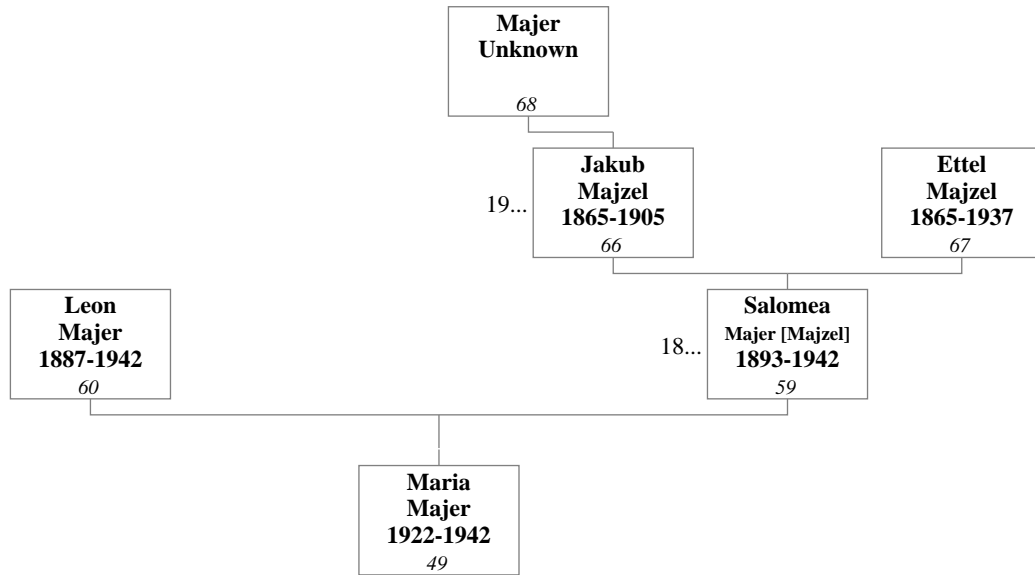 Majer
Unknown
68
Jakub
Majzel
1865-1905
66
Ettel
Majzel
1865-1937
67
19...
Leon
Majer
1887-1942
60
Salomea
Majer [Majzel]
1893-1942
59
18...
Maria
Majer
1922-1942
49